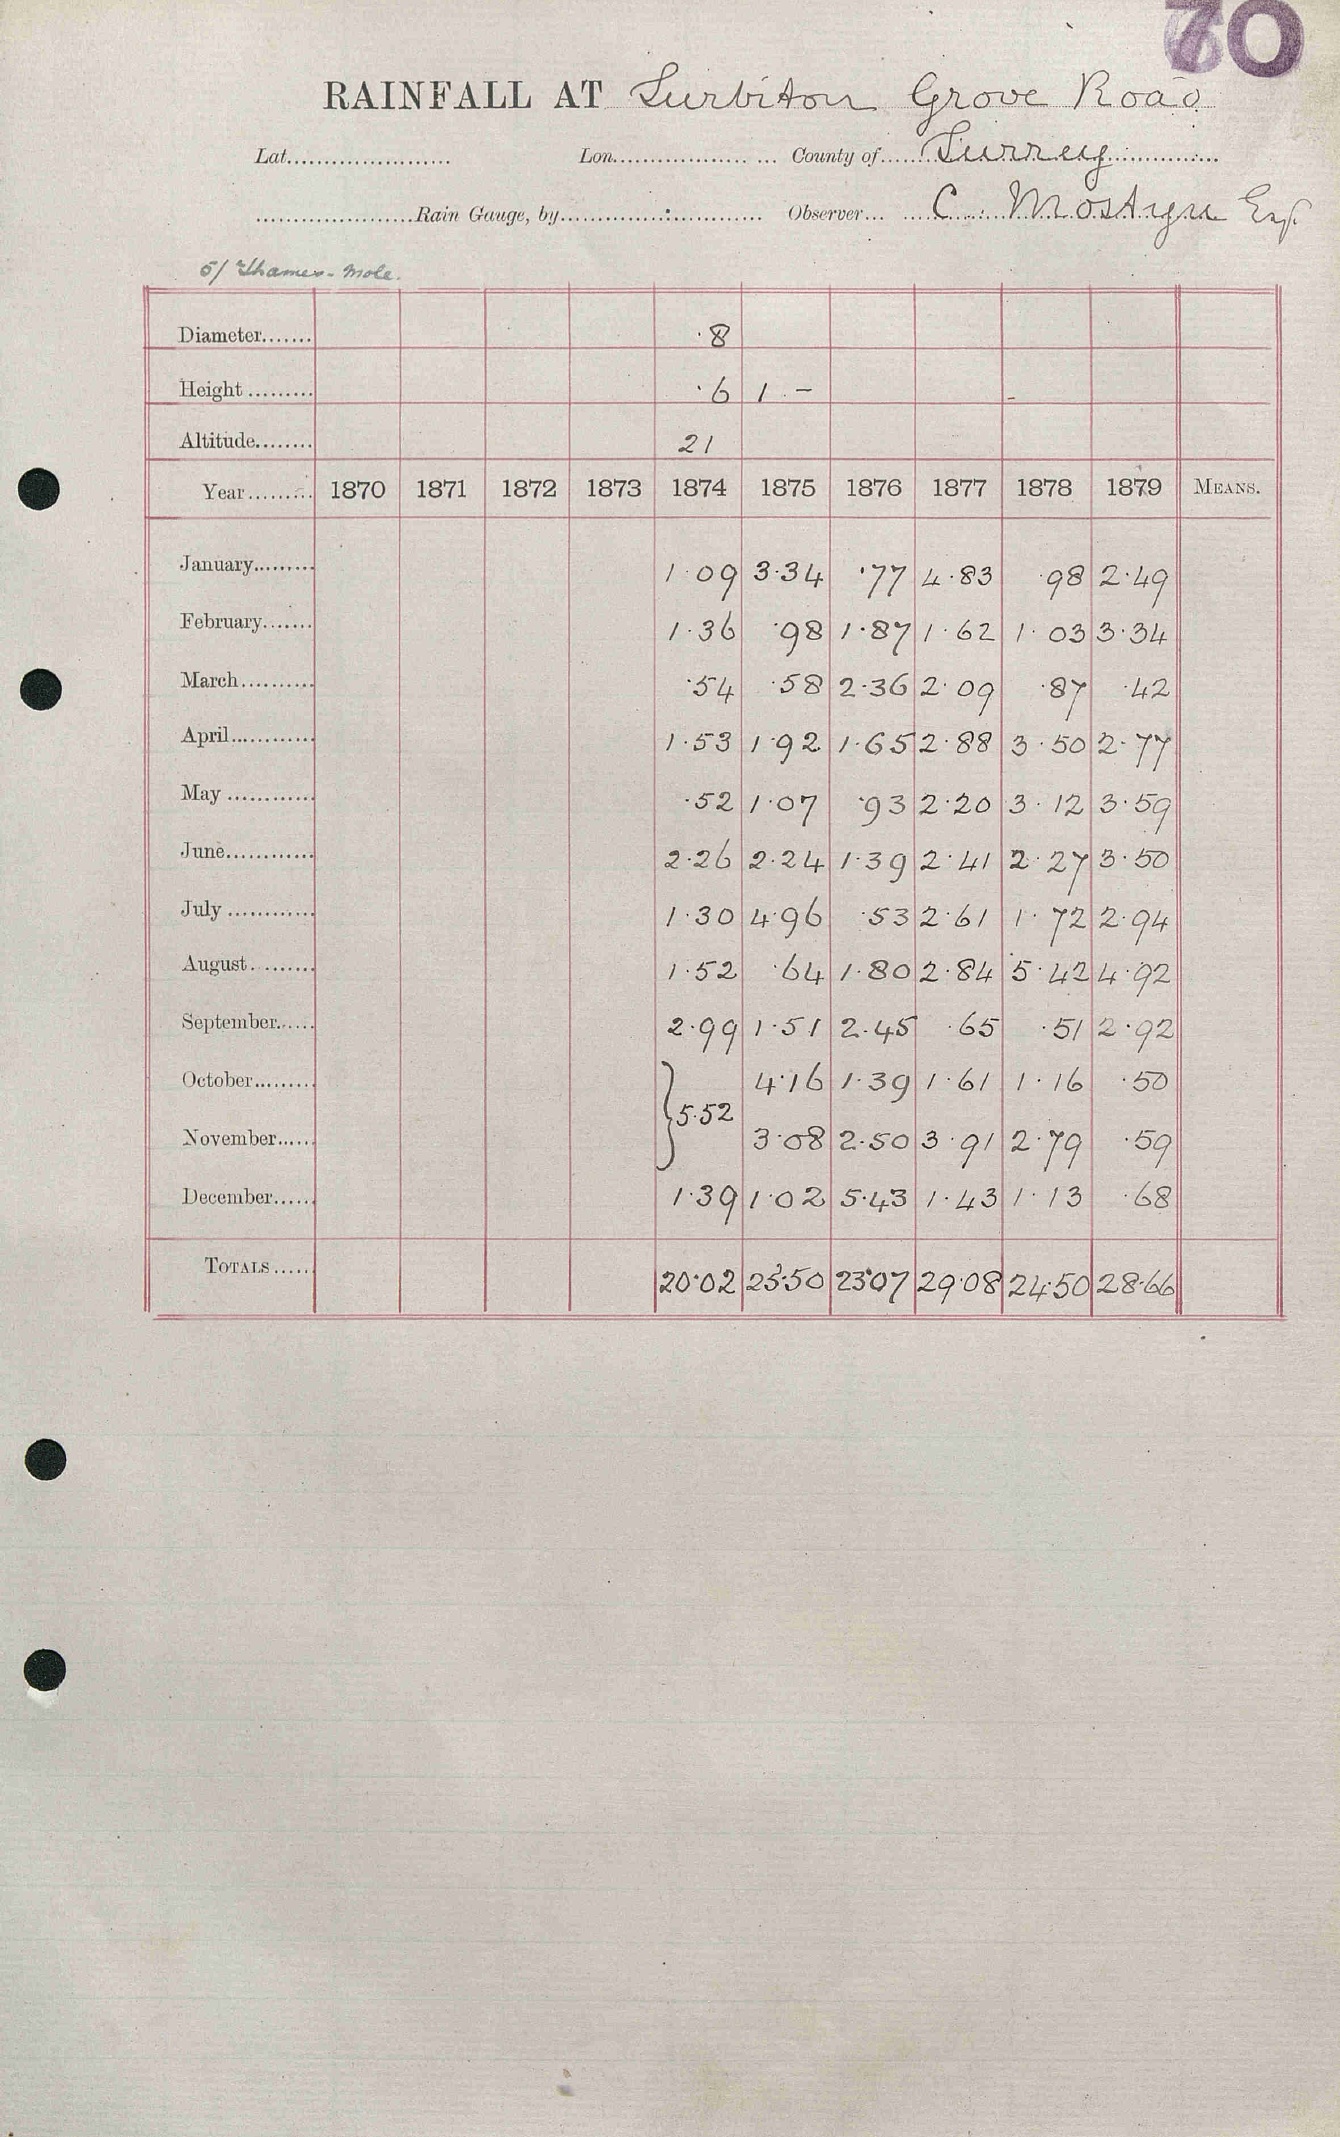 70
RAINFALL AT Surbiton Grove Road
Lat. Lon. County of Surrey
Rain Gauge, by Observer C. Mostyn Esq
5/ Thames-Mole.
Diameter ·8
Height ·6 1 - -
Altitude 21
Year 1870 1871 1872 1873 1874 1875 1876 1877 1878 1879 MEANS.
January 1·09 3·34 ·77 4·83 ·98 2·49
February 1·36 ·98 1·87 1·62 1·03 3·34
March ·54 ·58 2·36 2·09 ·87 ·42
April 1·53 1·92 1·65 2·88 3·50 2·77
May ·52 1·07 ·93 2·20 3·12 3·59
June 2·26 2·24 1·39 2·41 2·27 3·50
July 1·30 4·96 ·53 2·61 1·72 2·94
August 1·52 ·64 1·80 2·84 5·42 4·92
September 2·99 1·51 2·45 ·65 ·51 2·92
October } 5·52 4·16 1·39 1·61 1·16 ·50
November 3·08 2·50 3·91 2·79 ·59
December 1·39 1·02 5·43 1·43 1·13 ·68
TOTALS 20·02 25·50 23·07 29·08 24·50 28·66